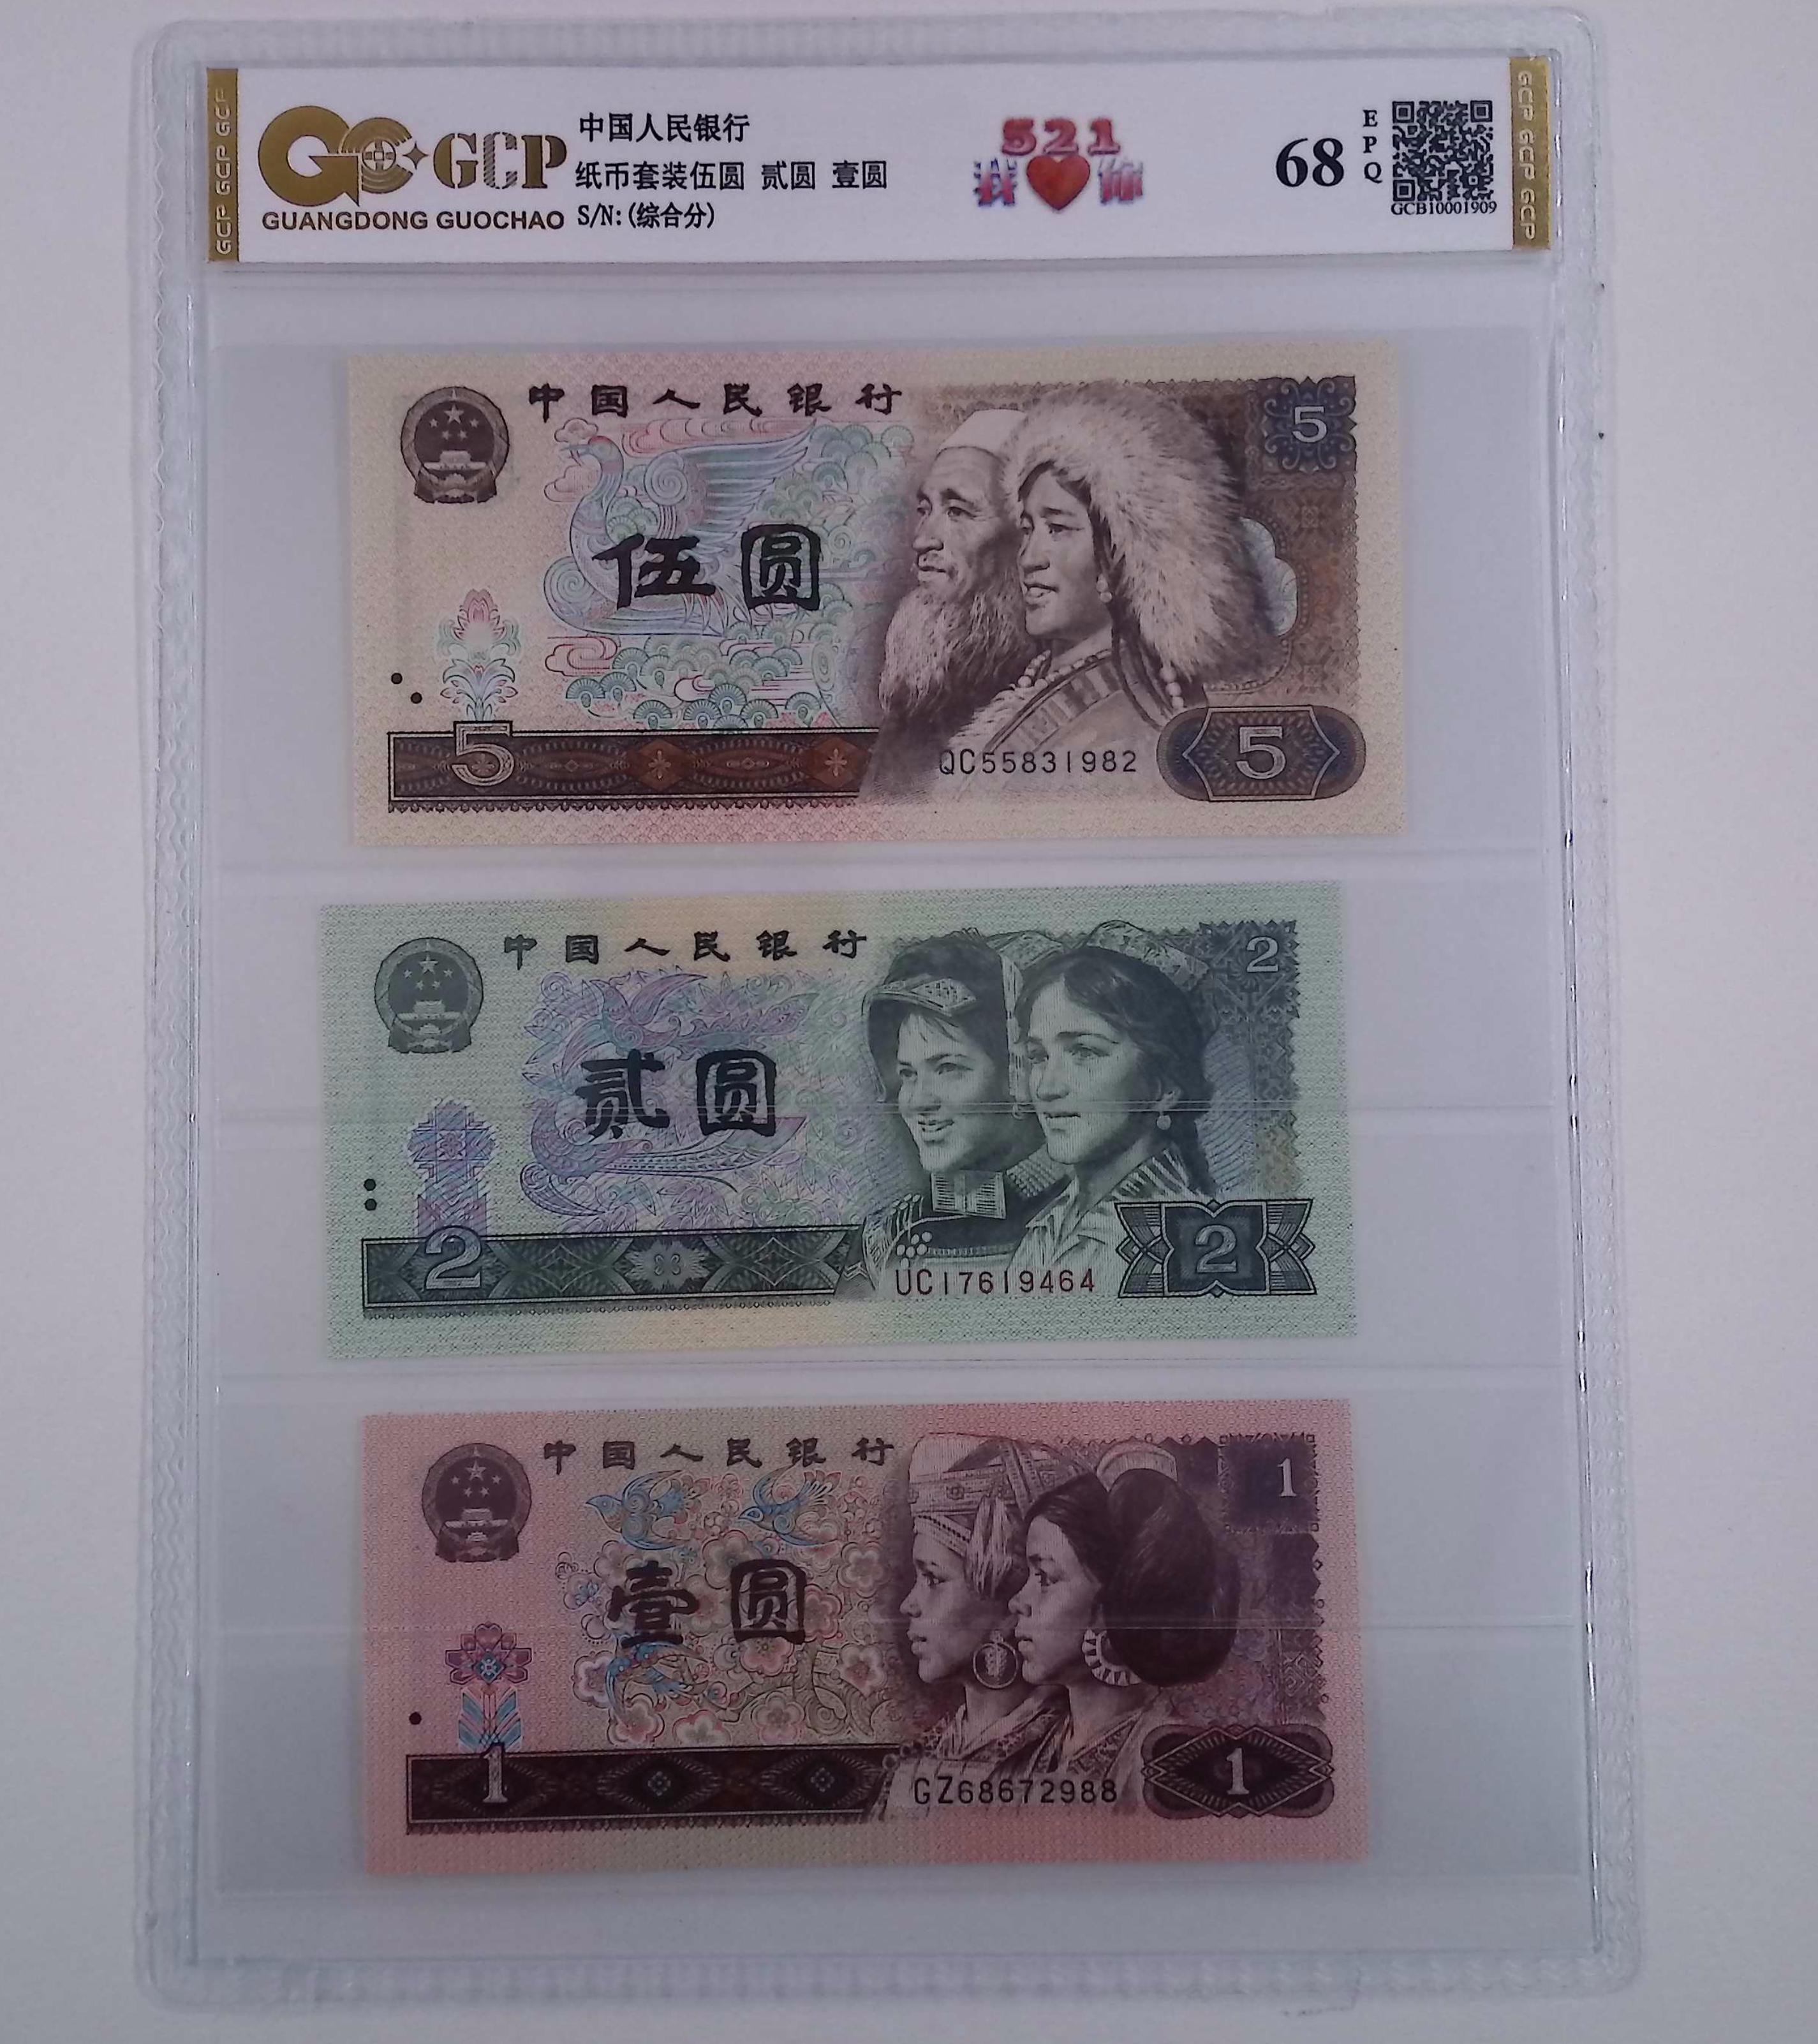 GCP GCP GCP
GCP
GUANGDONG GUOCHAO
中国人民银行
纸币套装伍圆 贰圆 壹圆
S/N:(综合分)
521
我❤你
68
EPQ
GCB10001909
GCP GCP GCP
中国人民银行
5
伍圆
5
QC55831982
5
中国人民银行
2
贰圆
2
UC17619464
2
中国人民银行
1
壹圆
1
GZ68672988
1